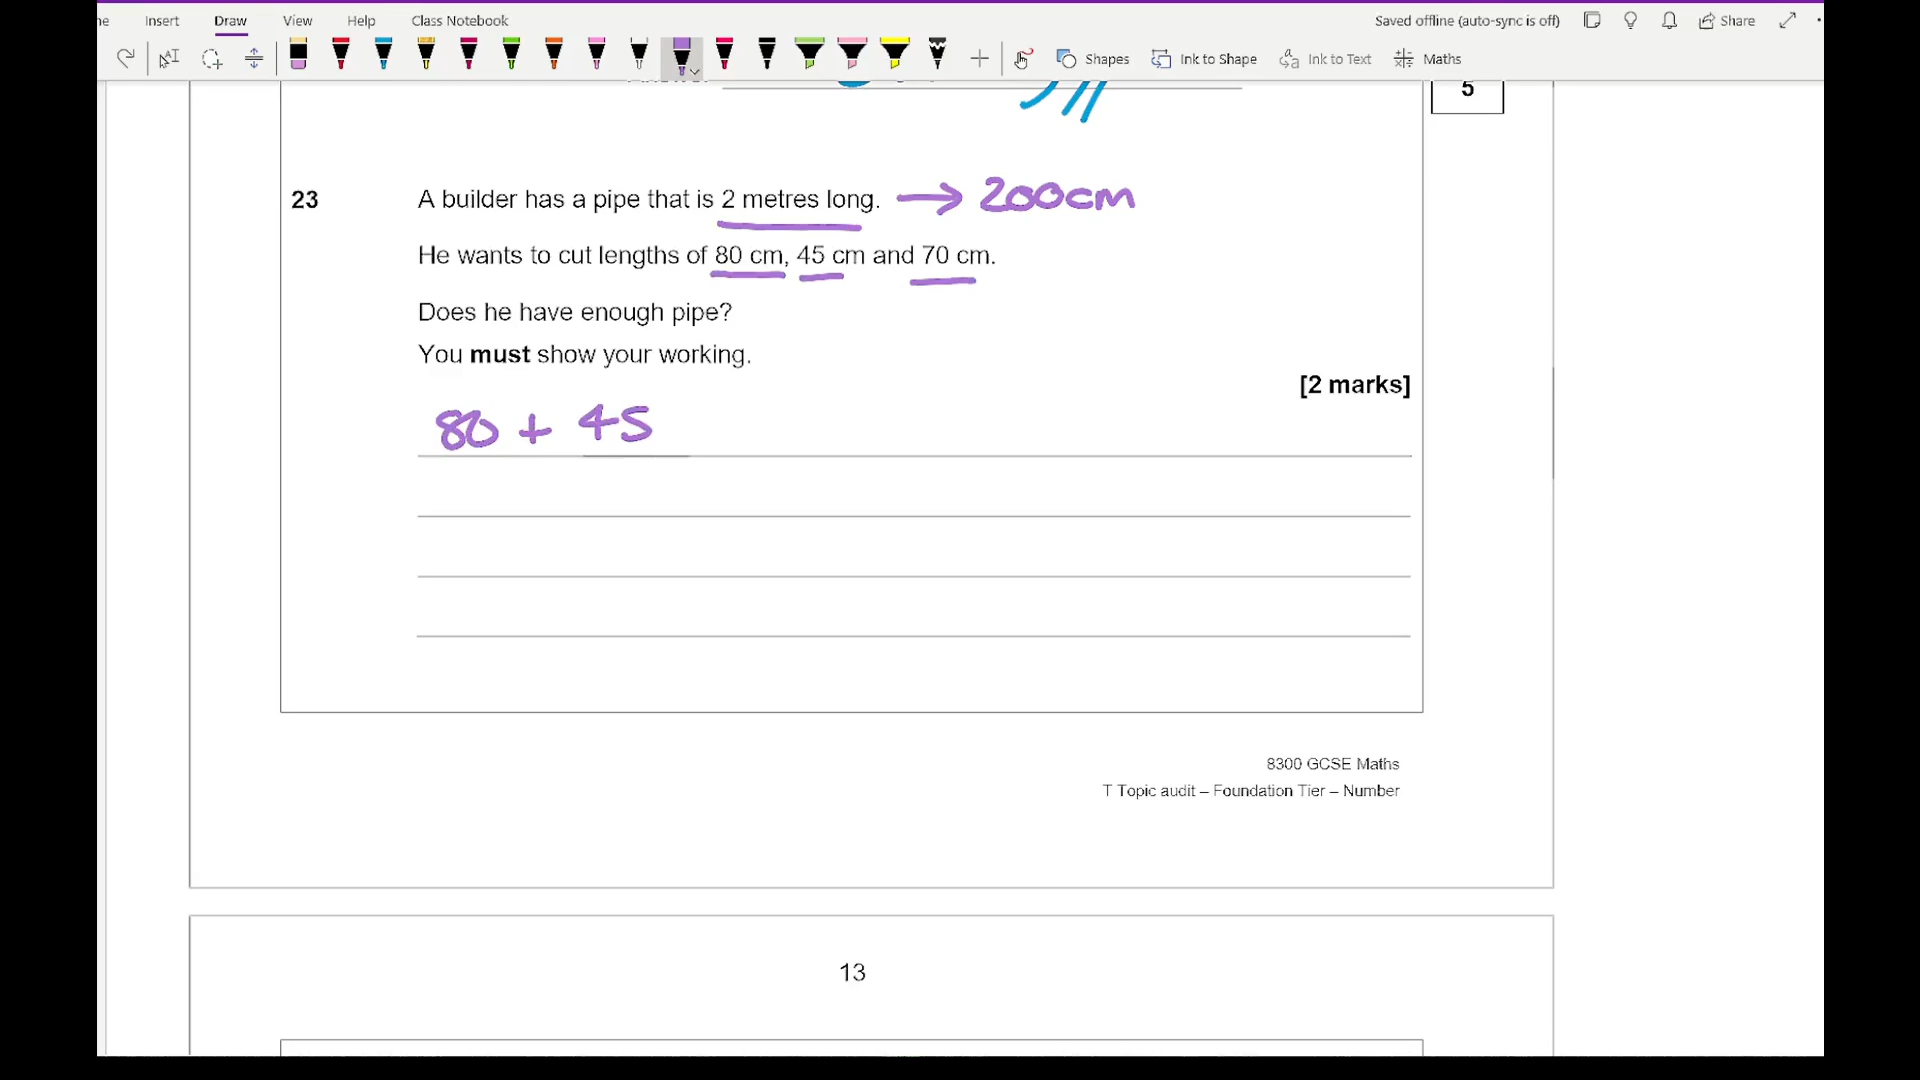 Insert Draw View Help Class Notebook Saved offline (auto-sync is off) Share
Shapes Ink to Shape Ink to Text Maths
5
23 A builder has a pipe that is 2 metres long. → 200cm
He wants to cut lengths of 80 cm, 45 cm and 70 cm.
Does he have enough pipe?
You must show your working.
[2 marks]
80 + 45
8300 GCSE Maths
T Topic audit – Foundation Tier – Number
13